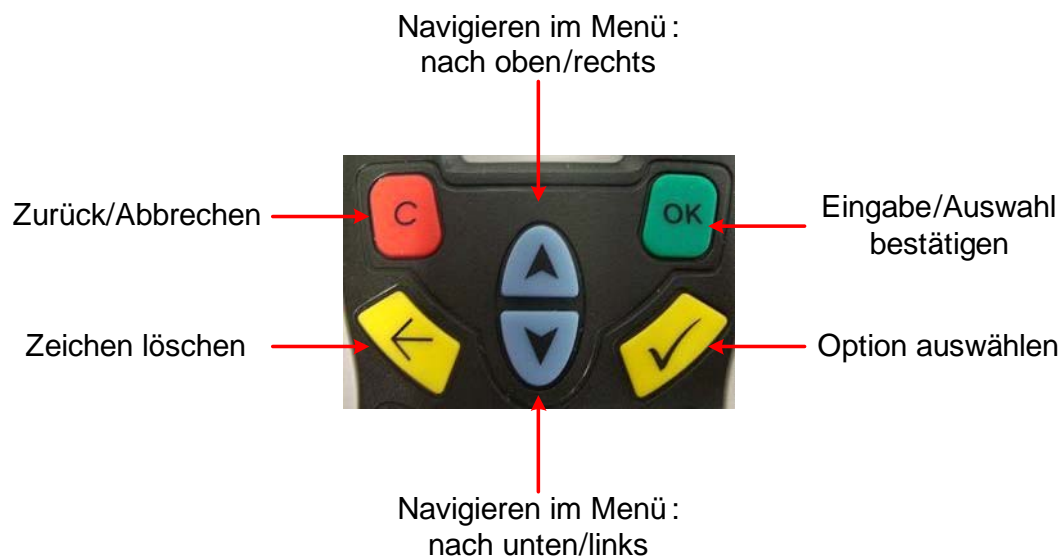 Navigieren im Menü:
nach oben/rechts
Zurück/Abbrechen
C
OK
Eingabe/Auswahl
bestätigen
Zeichen löschen
Option auswählen
Navigieren im Menü:
nach unten/links